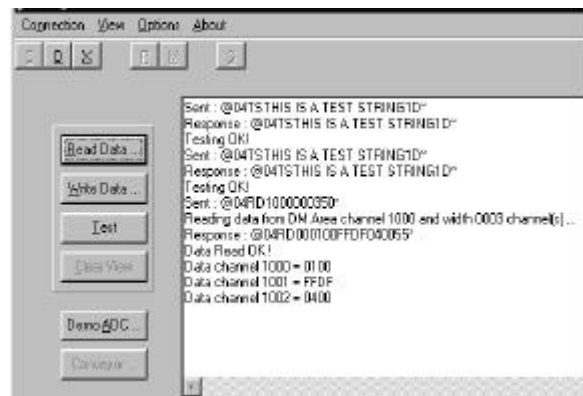 Connection View Options About
Read Data ...
Write Data ...
Test
Clear View
Demo ADC ...
Conveyor ...
Sent : @04TSTHIS IS A TEST STRING1D*
Response : @04TSTHIS IS A TEST STRING1D*
Testing OK!
Sent : @04TSTHIS IS A TEST STRING1D*
Response : @04TSTHIS IS A TEST STRING1D*
Testing OK!
Sent : @04RD1000000350*
Reading data from DM Area channel 1000 and width 0003 channel(s) ...
Response : @04RD000100FFDF040055*
Data Read OK !
Data channel 1000 = 0100
Data channel 1001 = FFDF
Data channel 1002 = 0400